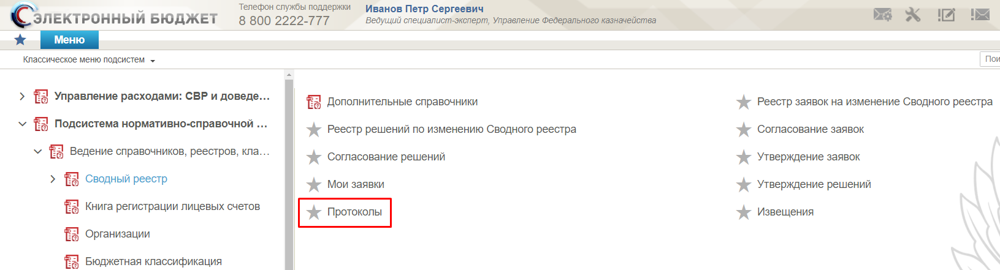 ЭЛЕКТРОННЫЙ БЮДЖЕТ
Телефон службы поддержки
8 800 2222-777
Иванов Петр Сергеевич
Ведущий специалист-эксперт, Управление Федерального казначейства
Меню
Классическое меню подсистем
Пои
Управление расходами: СВР и доведе...
Подсистема нормативно-справочной ...
Ведение справочников, реестров, кла...
Сводный реестр
Книга регистрации лицевых счетов
Организации
Бюджетная классификация
Дополнительные справочники
Реестр решений по изменению Сводного реестра
Согласование решений
Мои заявки
Протоколы
Реестр заявок на изменение Сводного реестра
Согласование заявок
Утверждение заявок
Утверждение решений
Извещения